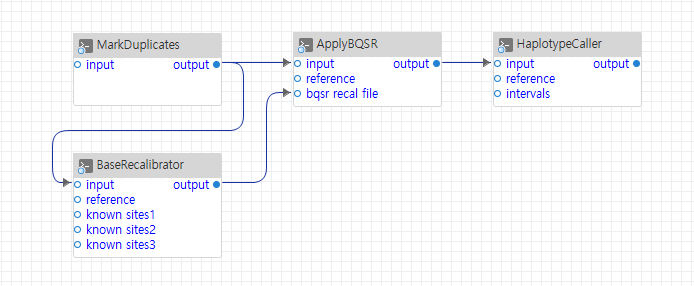 MarkDuplicates
input output
ApplyBQSR
input output
reference
bqsr recal file
HaplotypeCaller
input output
reference
intervals
BaseRecalibrator
input output
reference
known sites1
known sites2
known sites3